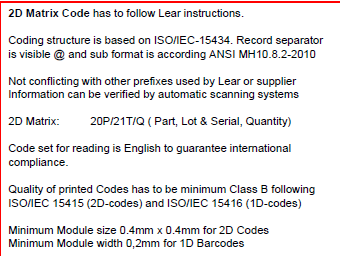 2D Matrix Code has to follow Lear instructions.
Coding structure is based on ISO/IEC-15434. Record separator
is visible @ and sub format is according ANSI MH10.8.2-2010
Not conflicting with other prefixes used by Lear or supplier
Information can be verified by automatic scanning systems
2D Matrix: 20P/21T/Q ( Part, Lot & Serial, Quantity)
Code set for reading is English to guarantee international
compliance.
Quality of printed Codes has to be minimum Class B following
ISO/IEC 15415 (2D-codes) and ISO/IEC 15416 (1D-codes)
Minimum Module size 0.4mm x 0.4mm for 2D Codes
Minimum Module width 0,2mm for 1D Barcodes